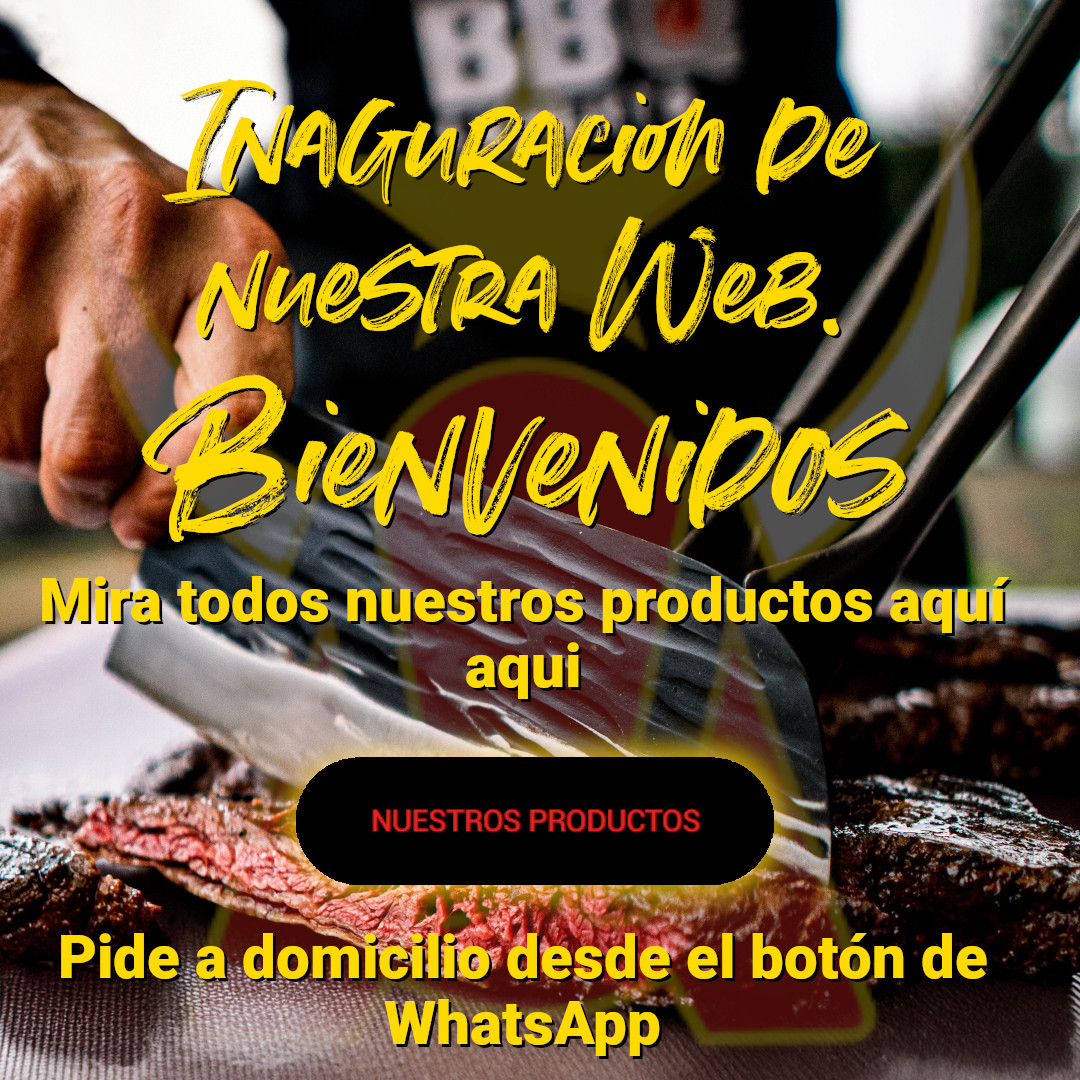 BBQ
Inaguración de
nuestra Web.
Bienvenidos
Mira todos nuestros productos aquí
aqui
NUESTROS PRODUCTOS
Pide a domicilio desde el botón de
WhatsApp